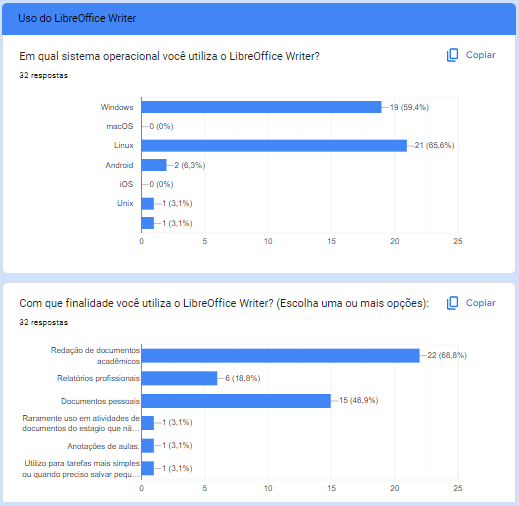 Uso do LibreOffice Writer
Em qual sistema operacional você utiliza o LibreOffice Writer?
Copiar
32 respostas
Windows
19 (59,4%)
macOS
0 (0%)
Linux
21 (65,6%)
Android
2 (6,3%)
iOS
0 (0%)
Unix
1 (3,1%)
1 (3,1%)
0 5 10 15 20 25
Com que finalidade você utiliza o LibreOffice Writer? (Escolha uma ou mais opções):
Copiar
32 respostas
Redação de documentos
acadêmicos
22 (68,8%)
Relatórios profissionais
6 (18,8%)
Documentos pessoais
15 (46,9%)
Raramente uso em atividades de
documentos do estagio que nã…
1 (3,1%)
Anotações de aulas.
1 (3,1%)
Utilizo para tarefas mais simples
ou quando preciso salvar pequ…
1 (3,1%)
0 5 10 15 20 25